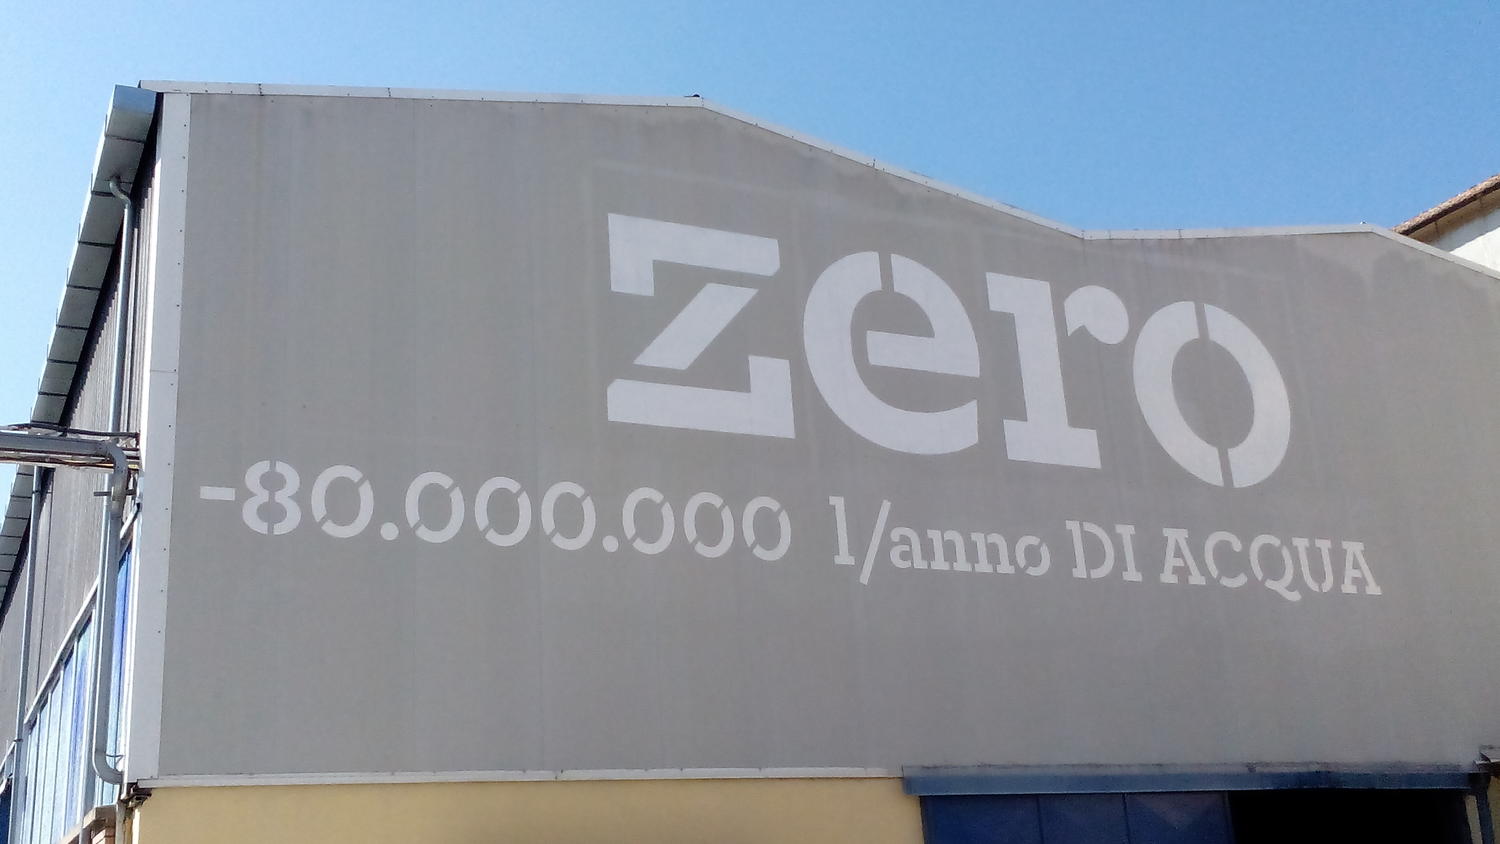 zero
-80.000.000 l/anno DI ACQUA